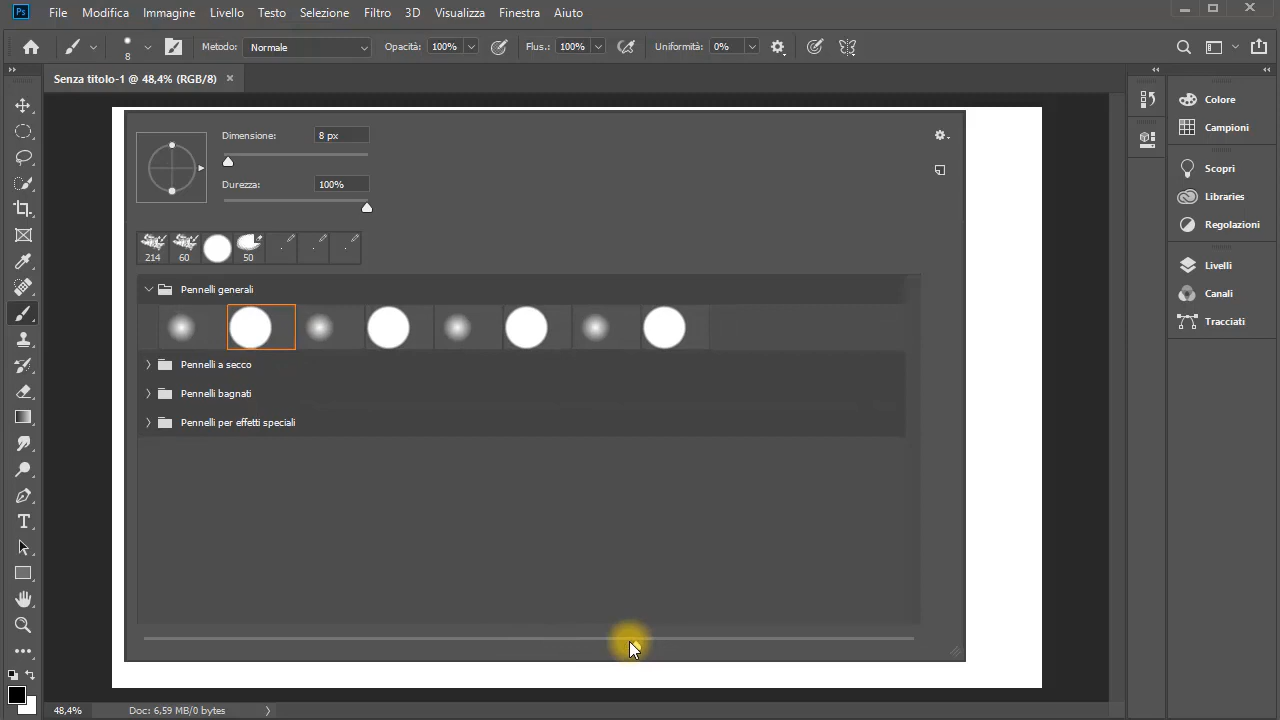 Ps File Modifica Immagine Livello Testo Selezione Filtro 3D Visualizza Finestra Aiuto
8 Metodo: Normale Opacità: 100% Flus.: 100% Uniformità: 0%
Senza titolo-1 @ 48,4% (RGB/8)
Dimensione: 8 px
Durezza: 100%
214 60 50
Pennelli generali
Pennelli a secco
Pennelli bagnati
Pennelli per effetti speciali
Colore
Campioni
Scopri
Libraries
Regolazioni
Livelli
Canali
Tracciati
48,4% Doc: 6,59 MB/0 bytes